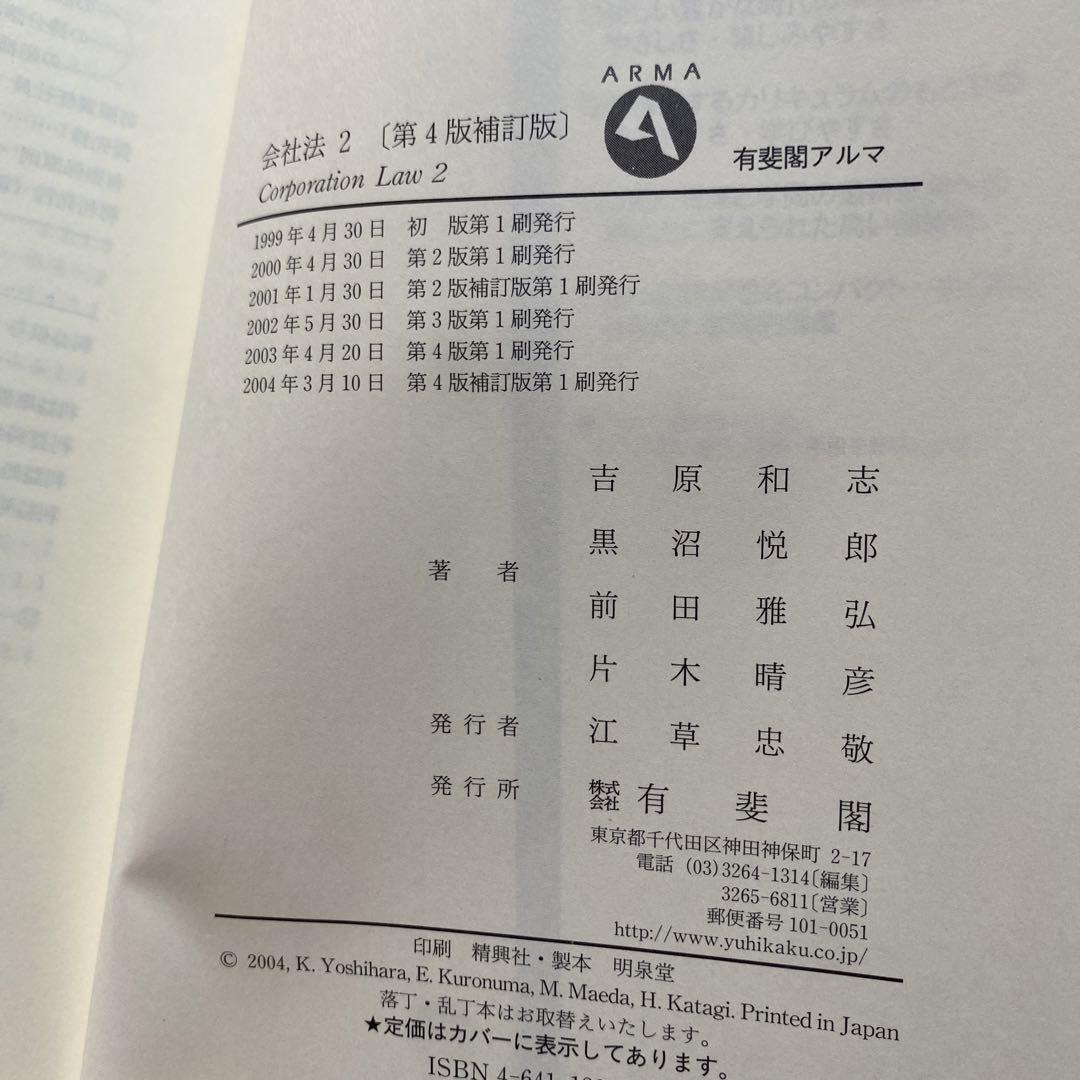 ARMA
会社法 2 〔第4版補訂版〕
有斐閣アルマ
Corporation Law 2
1999年4月30日 初 版第1刷発行
2000年4月30日 第2版第1刷発行
2001年1月30日 第2版補訂版第1刷発行
2002年5月30日 第3版第1刷発行
2003年4月20日 第4版第1刷発行
2004年3月10日 第4版補訂版第1刷発行
著者
吉原和志
黒沼悦郎
前田雅弘
片木晴彦
発行者 江草忠敬
発行所 株式会社 有斐閣
東京都千代田区神田神保町 2-17
電話 (03)3264-1314〔編集〕
3265-6811〔営業〕
郵便番号 101-0051
http://www.yuhikaku.co.jp/
印刷 精興社・製本 明泉堂
© 2004, K. Yoshihara, E. Kuronuma, M. Maeda, H. Katagi. Printed in Japan
落丁・乱丁本はお取替えいたします。
★定価はカバーに表示してあります。
ISBN 4-641-